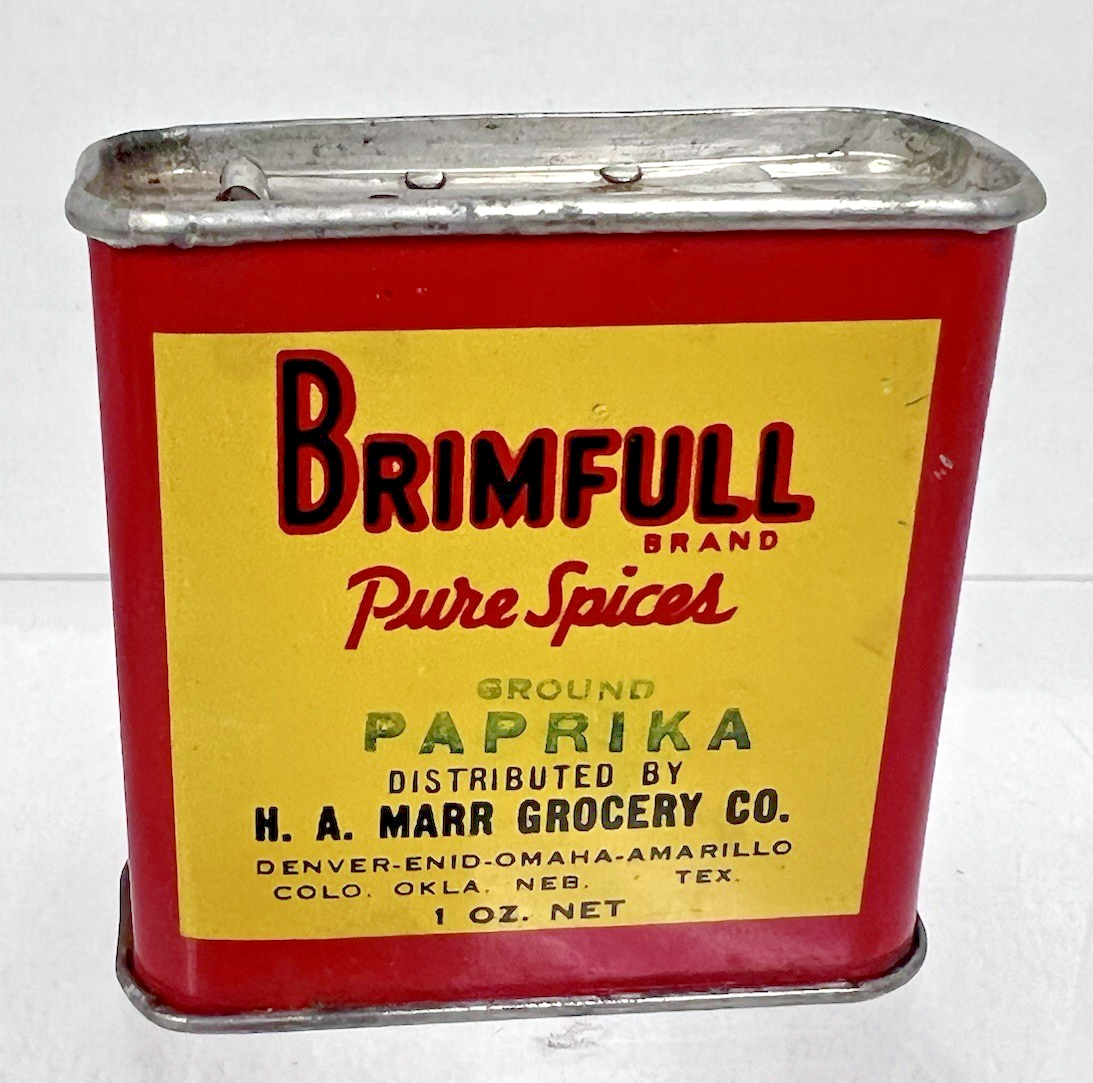 BRIMFULL
BRAND
Pure Spices
GROUND
PAPRIKA
DISTRIBUTED BY
H. A. MARR GROCERY CO.
DENVER-ENID-OMAHA-AMARILLO
COLO. OKLA. NEB. TEX.
1 OZ. NET